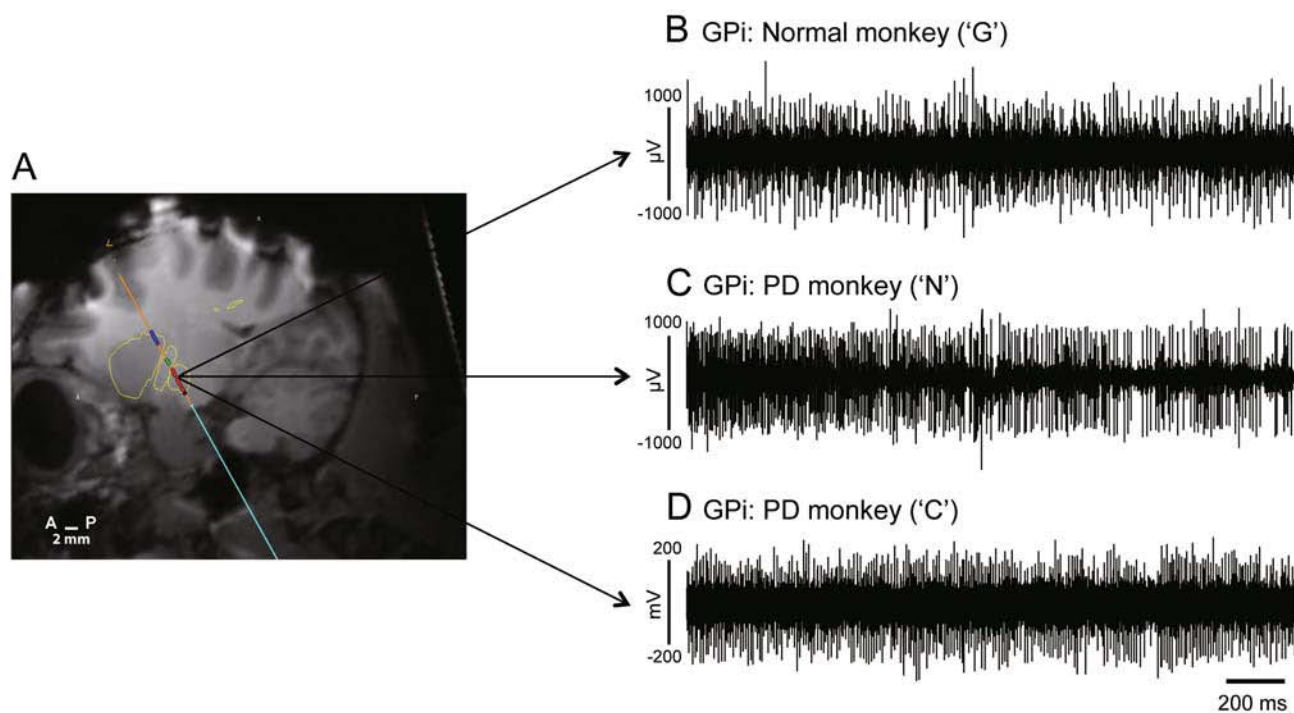 A
A P
2 mm
B GPi: Normal monkey ('G')
1000
µV
-1000
C GPi: PD monkey ('N')
1000
µV
-1000
D GPi: PD monkey ('C')
200
mV
-200
200 ms